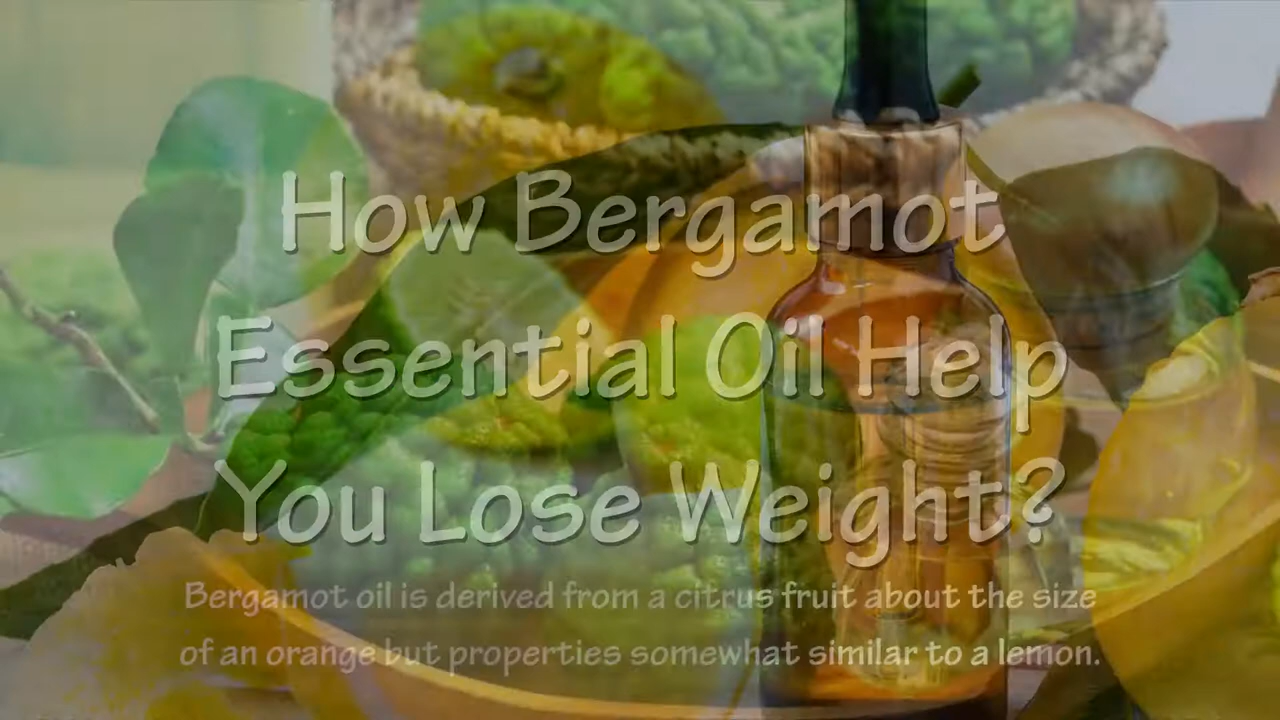 How Bergamot
Essential Oil Help
You Lose Weight?
Bergamot oil is derived from a citrus fruit about the size
of an orange but properties somewhat similar to a lemon.